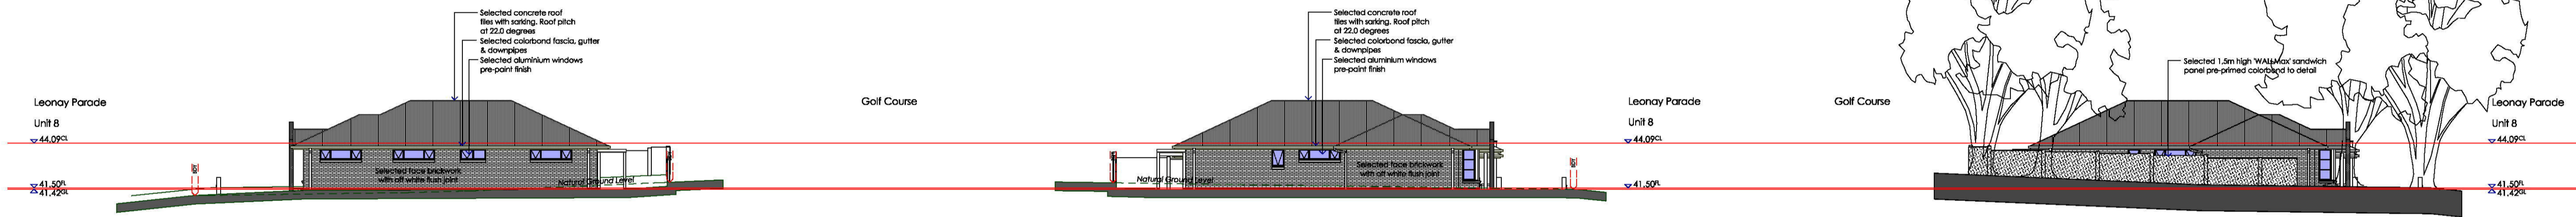 Selected concrete roof
tiles with sarking. Roof pitch
at 22.0 degrees
Selected colorbond fascia, gutter
& downpipes
Selected aluminium windows
pre-paint finish
Leonay Parade
Unit 8
44.09CL
41.50FL
41.42GL
Selected face brickwork
with off white flush joint
Natural Ground Level
Golf Course
Selected concrete roof
tiles with sarking. Roof pitch
at 22.0 degrees
Selected colorbond fascia, gutter
& downpipes
Selected aluminium windows
pre-paint finish
Natural Ground Level
Selected face brickwork
with off white flush joint
Leonay Parade
Unit 8
44.09CL
41.50FL
Golf Course
Selected 1.5m high 'WALLMax' sandwich
panel pre-primed colorbond to detail
Leonay Parade
Unit 8
44.09CL
41.50FL
41.42GL